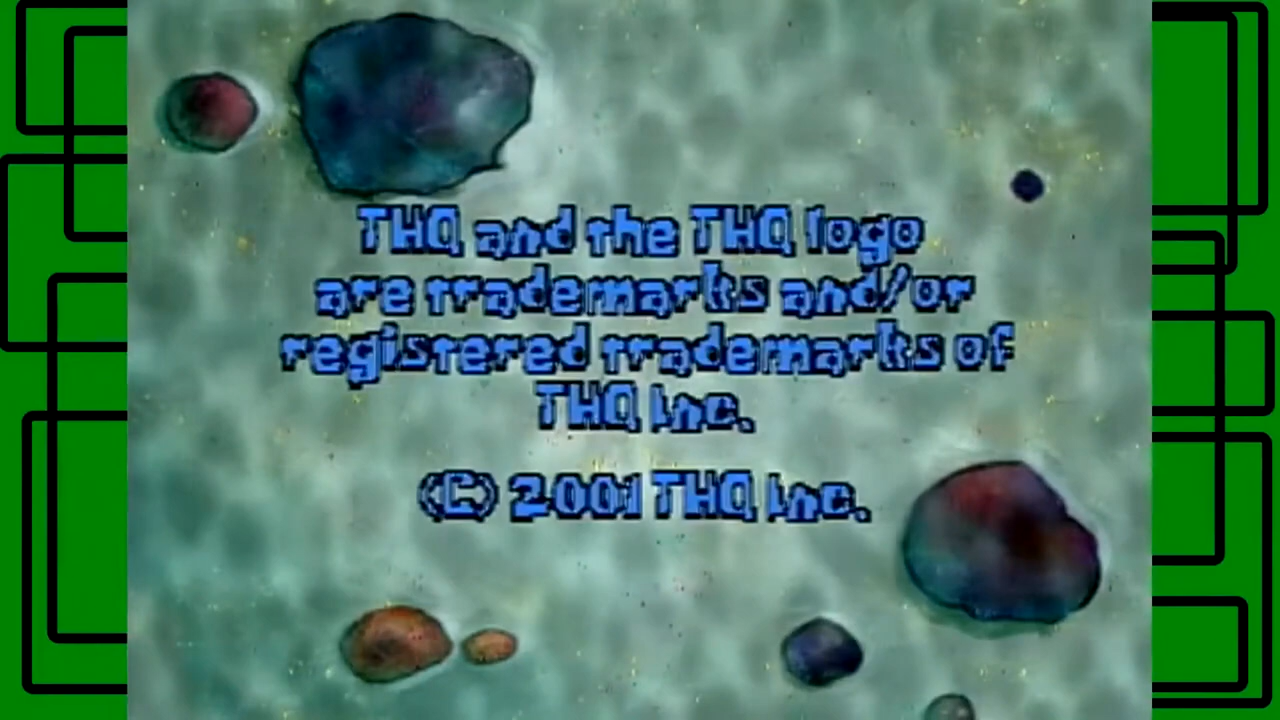 THQ and the THQ logo
are trademarks and/or
registered trademarks of
THQ Inc.
(C) 2001 THQ Inc.